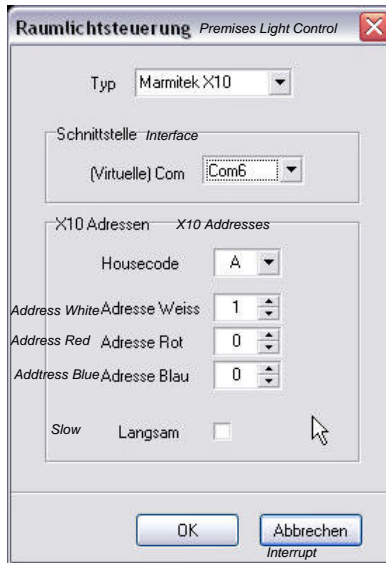 Raumlichtsteuerung Premises Light Control
Typ Marmitek X10
Schnittstelle Interface
(Virtuelle) Com Com6
X10 Adressen X10 Addresses
Housecode A
Address White Adresse Weiss 1
Address Red Adresse Rot 0
Addtress Blue Adresse Blau 0
Slow Langsam
OK Abbrechen
Interrupt